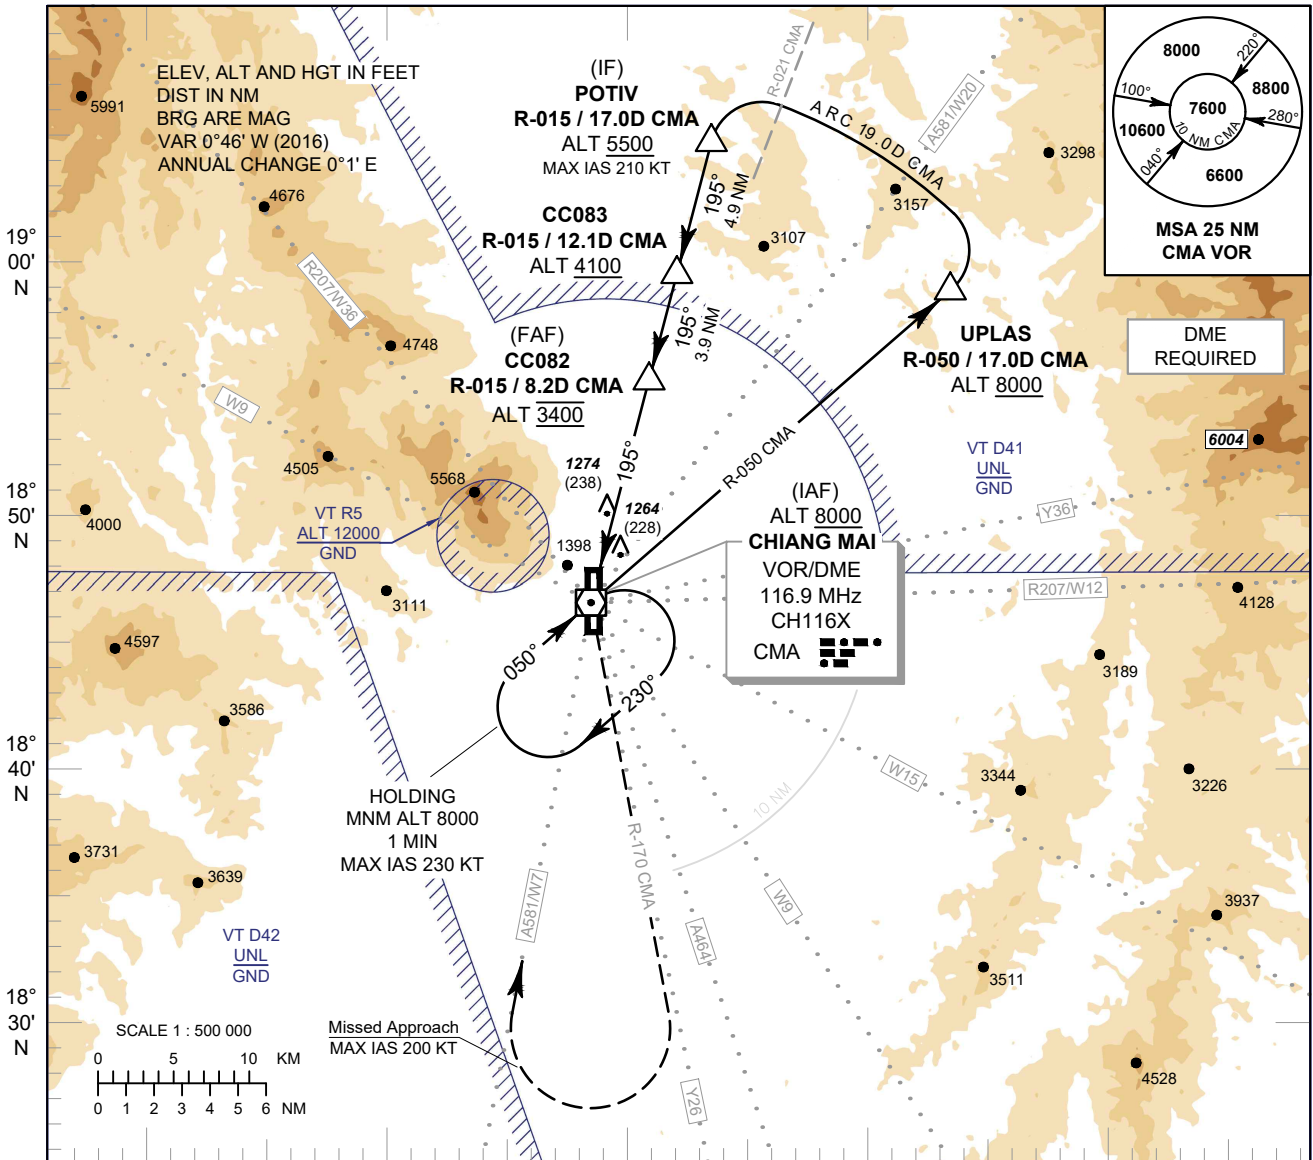 ELEV, ALT AND HGT IN FEET
DIST IN NM
BRG ARE MAG
VAR 0°46' W (2016)
ANNUAL CHANGE 0°1' E
5991
4676
(IF)
POTIV
R-015 / 17.0D CMA
ALT 5500
MAX IAS 210 KT
R-021 CMA
ARC 19.0D CMA
A581/W20
3298
3157
3107
8000
220°
8800
100°
7600
280°
10 NM CMA
10600
040°
6600
MSA 25 NM
CMA VOR
195°
4.9 NM
CC083
R-015 / 12.1D CMA
ALT 4100
19°
00'
N
R207/W36
4748
195°
3.9 NM
(FAF)
CC082
R-015 / 8.2D CMA
ALT 3400
UPLAS
R-050 / 17.0D CMA
ALT 8000
DME
REQUIRED
W9
4505
5568
195°
R-050 CMA
6004
VT D41
UNL
GND
1274
(238)
1264
(228)
1398
18°
50'
N
4000
VT R5
ALT 12000
GND
Y36
(IAF)
ALT 8000
CHIANG MAI
VOR/DME
116.9 MHz
CH116X
CMA
3111
R207/W12
4128
4597
3189
050°
230°
3586
18°
40'
N
W15
3344
3226
10 NM
HOLDING
MNM ALT 8000
1 MIN
MAX IAS 230 KT
R-170 CMA
3731
3639
A581/W7
W9
A464
3937
VT D42
UNL
GND
3511
18°
30'
N
SCALE 1 : 500 000
0 5 10 KM
0 1 2 3 4 5 6 NM
Missed Approach
MAX IAS 200 KT
Y26
4528